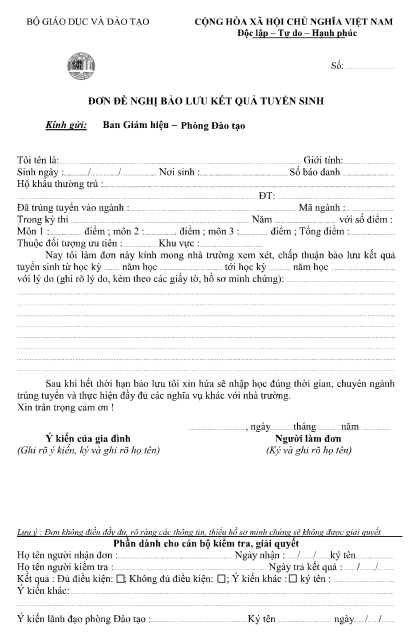 BỘ GIÁO DỤC VÀ ĐÀO TẠO
CỘNG HÒA XÃ HỘI CHỦ NGHĨA VIỆT NAM
Độc lập – Tự do – Hạnh phúc
Số:
ĐƠN ĐỀ NGHỊ BẢO LƯU KẾT QUẢ TUYỂN SINH
Kính gửi: Ban Giám hiệu – Phòng Đào tạo
Tôi tên là: Giới tính:
Sinh ngày : / / Nơi sinh : Số báo danh
Hộ khẩu thường trú :
ĐT:
Đã trúng tuyển vào ngành : Mã ngành :
Trong kỳ thi Năm với số điểm :
Môn 1 : điểm ; môn 2 : điểm ; môn 3 : điểm ; Tổng điểm :
Thuộc đối tượng ưu tiên : Khu vực :
Nay tôi làm đơn này kính mong nhà trường xem xét, chấp thuận bảo lưu kết quả
tuyển sinh từ học kỳ năm học tới học kỳ năm học
với lý do (ghi rõ lý do, kèm theo các giấy tờ, hồ sơ minh chứng):
Sau khi hết thời hạn bảo lưu tôi xin hứa sẽ nhập học đúng thời gian, chuyên ngành
trúng tuyển và thực hiện đầy đủ các nghĩa vụ khác với nhà trường.
Xin trân trọng cảm ơn !
, ngày tháng năm
Ý kiến của gia đình Người làm đơn
(Ghi rõ ý kiến, ký và ghi rõ họ tên) (Ký và ghi rõ họ tên)
Lưu ý : Đơn không điền đầy đủ, rõ ràng các thông tin, thiếu hồ sơ minh chứng sẽ không được giải quyết
Phần dành cho cán bộ kiểm tra, giải quyết
Họ tên người nhận đơn : Ngày nhận : / / ký tên
Họ tên người kiểm tra : Ngày trả kết quả : / /
Kết quả : Đủ điều kiện: ☐; Không đủ điều kiện: ☐; Ý kiến khác : ☐ ký tên :
Ý kiến khác:
Ý kiến lãnh đạo phòng Đào tạo : Ký tên ngày / /